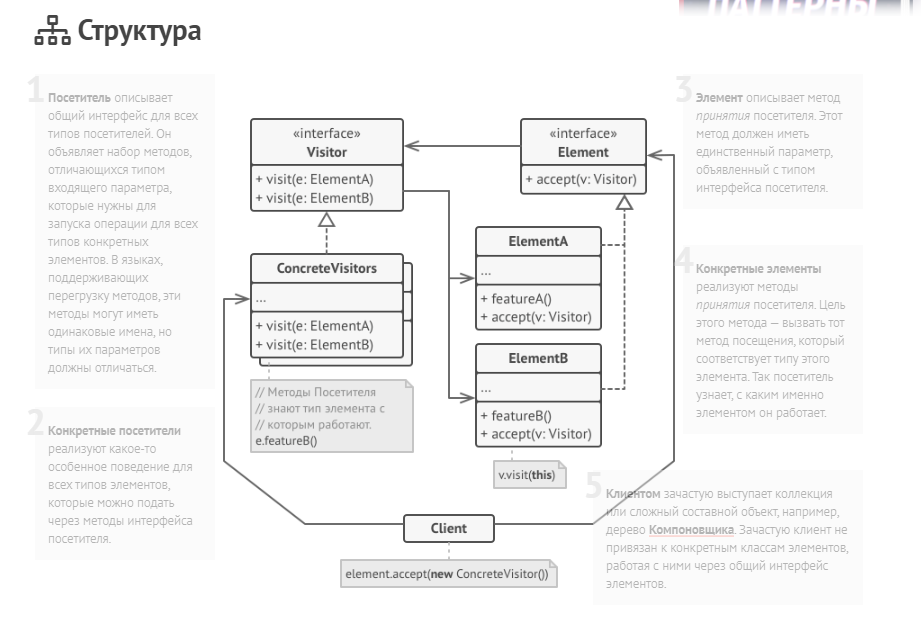 ПАТТЕРНЫ
Структура
1
Посетитель описывает
общий интерфейс для всех
типов посетителей. Он
объявляет набор методов,
отличающихся типом
входящего параметра,
которые нужны для
запуска операции для всех
типов конкретных
элементов. В языках,
поддерживающих
перегрузку методов, эти
методы могут иметь
одинаковые имена, но
типы их параметров
должны отличаться.
2
Конкретные посетители
реализуют какое-то
особенное поведение для
всех типов элементов,
которые можно подать
через методы интерфейса
посетителя.
«interface»
Visitor
+ visit(e: ElementA)
+ visit(e: ElementB)
ConcreteVisitors
...
+ visit(e: ElementA)
+ visit(e: ElementB)
// Методы Посетителя
// знают тип элемента с
// которым работают.
e.featureB()
«interface»
Element
+ accept(v: Visitor)
ElementA
...
+ featureA()
+ accept(v: Visitor)
ElementB
...
+ featureB()
+ accept(v: Visitor)
v.visit(this)
Client
element.accept(new ConcreteVisitor())
3
Элемент описывает метод
принятия посетителя. Этот
метод должен иметь
единственный параметр,
объявленный с типом
интерфейса посетителя.
4
Конкретные элементы
реализуют методы
принятия посетителя. Цель
этого метода — вызвать тот
метод посещения, который
соответствует типу этого
элемента. Так посетитель
узнает, с каким именно
элементом он работает.
5
Клиентом зачастую выступает коллекция
или сложный составной объект, например,
дерево Компоновщика. Зачастую клиент не
привязан к конкретным классам элементов,
работая с ними через общий интерфейс
элементов.